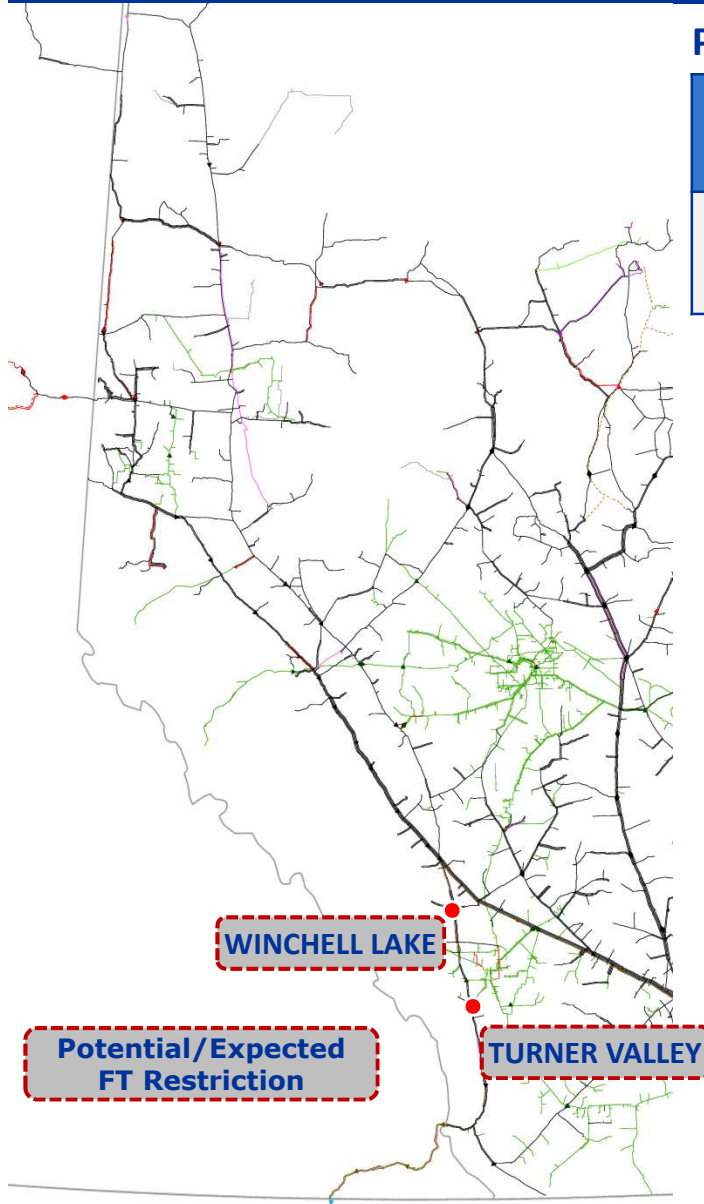 P
WINCHELL LAKE
TURNER VALLEY
Potential/Expected
FT Restriction